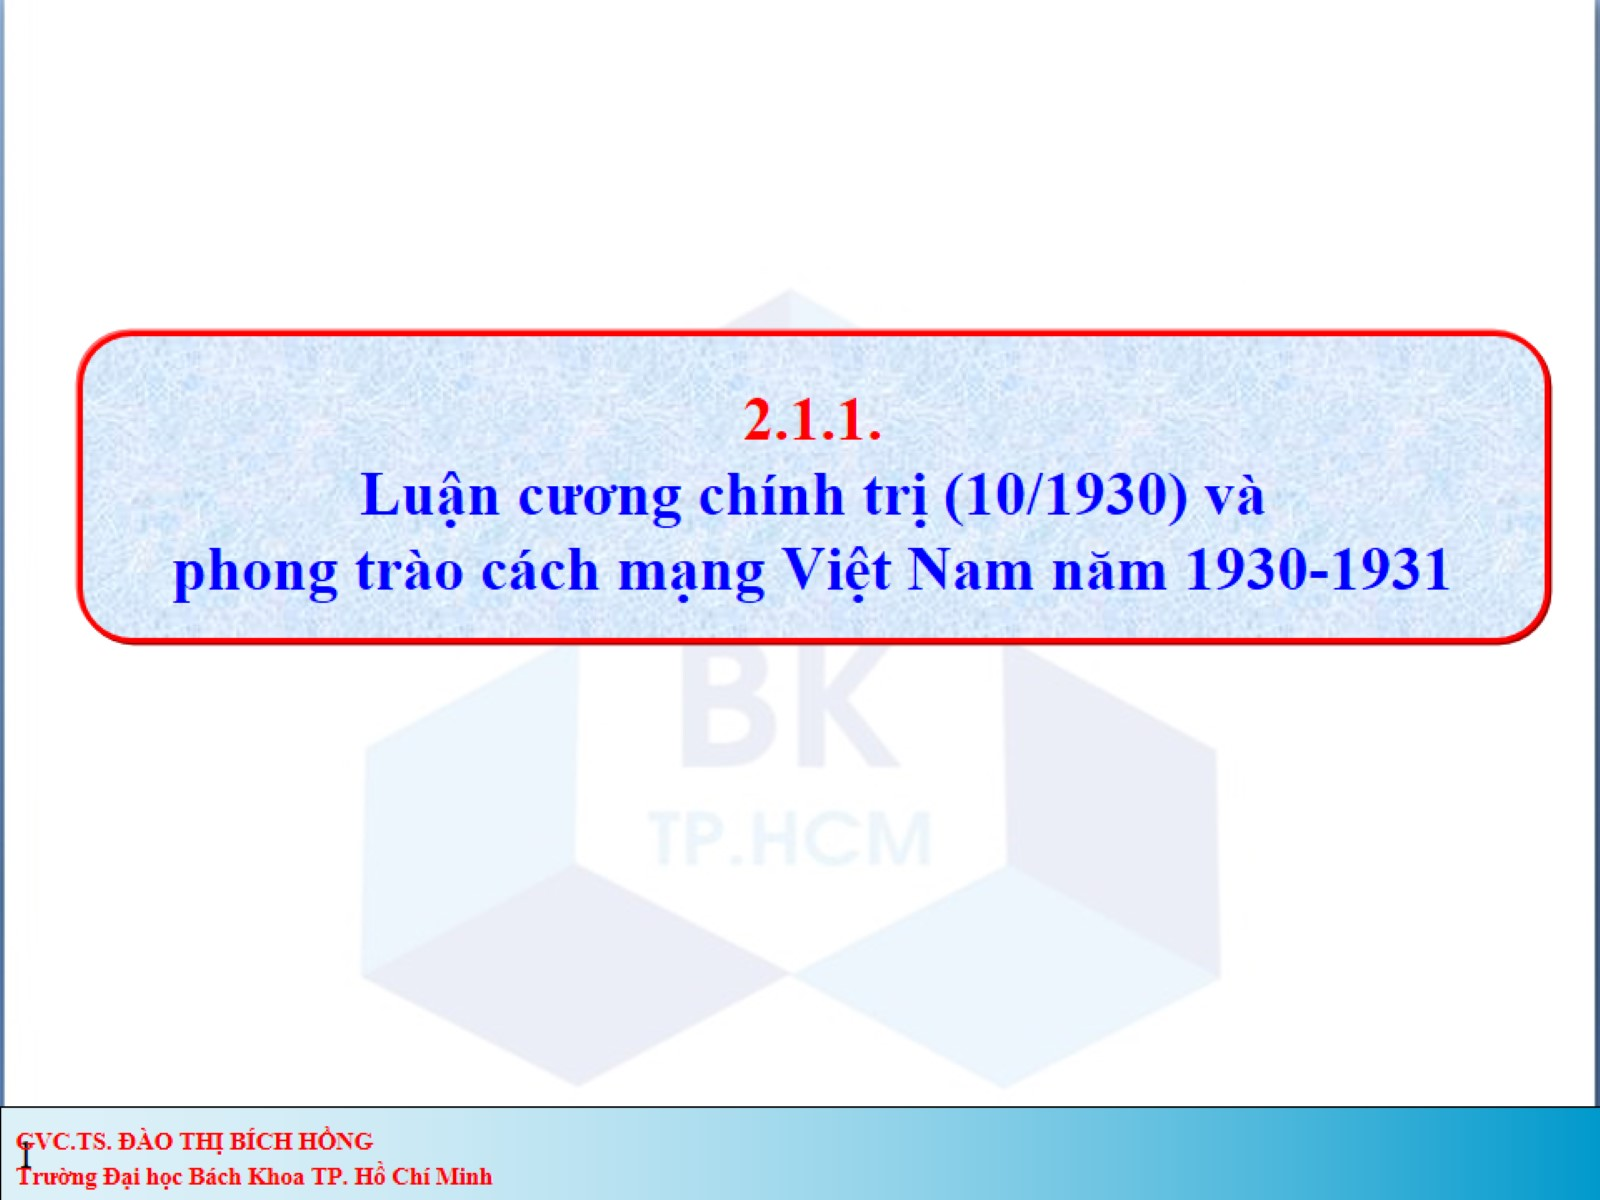 2.1.1.
Luận cương chính trị (10/1930) và
phong trào cách mạng Việt Nam năm 1930-1931
BK
TP.HCM
GVC.TS. ĐÀO THỊ BÍCH HỒNG
1
Trường Đại học Bách Khoa TP. Hồ Chí Minh